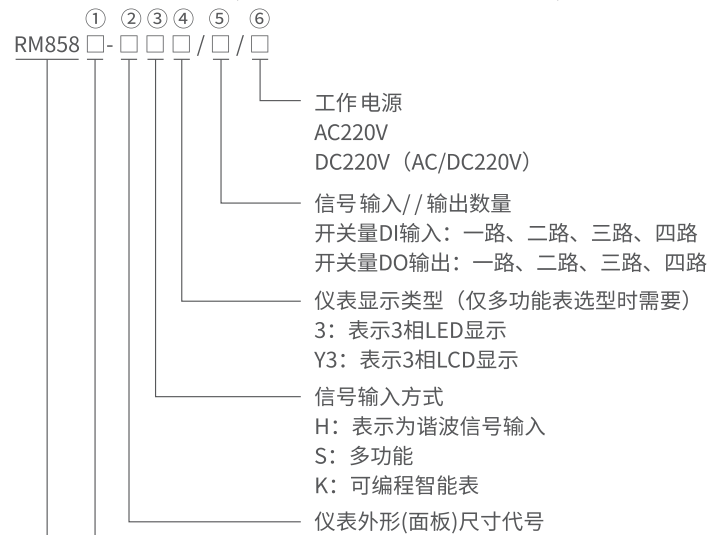 ① ② ③ ④ ⑤ ⑥
RM858 □-□ □ □ / □ / □
工作电源
AC220V
DC220V（AC/DC220V）
信号输入//输出数量
开关量DI输入：一路、二路、三路、四路
开关量DO输出：一路、二路、三路、四路
仪表显示类型（仅多功能表选型时需要）
3：表示3相LED显示
Y3：表示3相LCD显示
信号输入方式
H：表示为谐波信号输入
S：多功能
K：可编程智能表
仪表外形(面板)尺寸代号